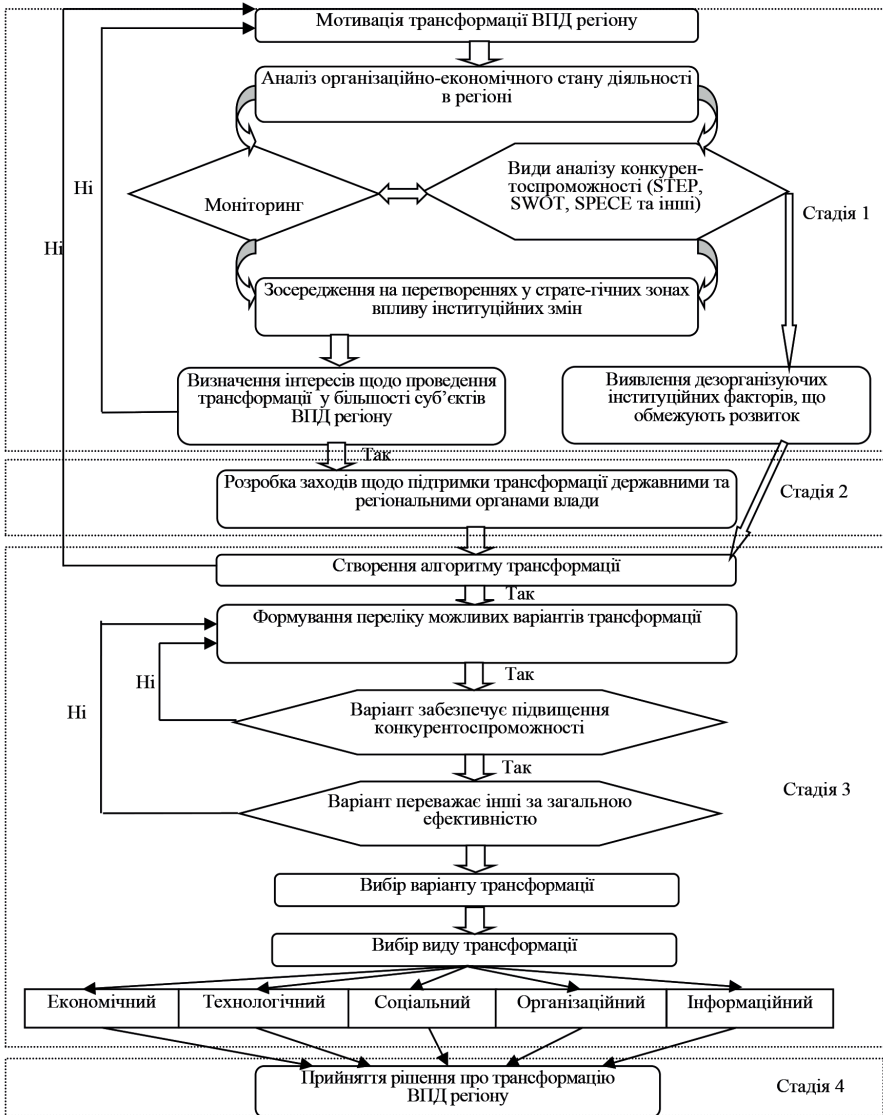 Мотивація трансформації ВПД регіону
Аналіз організаційно-економічного стану діяльності
в регіоні
Ні
Ні
Моніторинг
Види аналізу конкурен-
тоспроможності (STEP,
SWOT, SPECE та інші)
Стадія 1
Зосередження на перетвореннях у страте-гічних зонах
впливу інституційних змін
Визначення інтересів щодо проведення
трансформації у більшості суб’єктів
ВПД регіону
Виявлення дезорганізуючих
інституційних факторів, що
обмежують розвиток
Так
Розробка заходів щодо підтримки трансформації державними та
регіональними органами влади
Стадія 2
Створення алгоритму трансформації
Так
Формування переліку можливих варіантів трансформації
Так
Ні
Ні
Варіант забезпечує підвищення
конкурентоспроможності
Так
Варіант переважає інші за загальною
ефективністю
Стадія 3
Вибір варіанту трансформації
Вибір виду трансформації
Економічний
Технологічний
Соціальний
Організаційний
Інформаційний
Прийняття рішення про трансформацію
ВПД регіону
Стадія 4